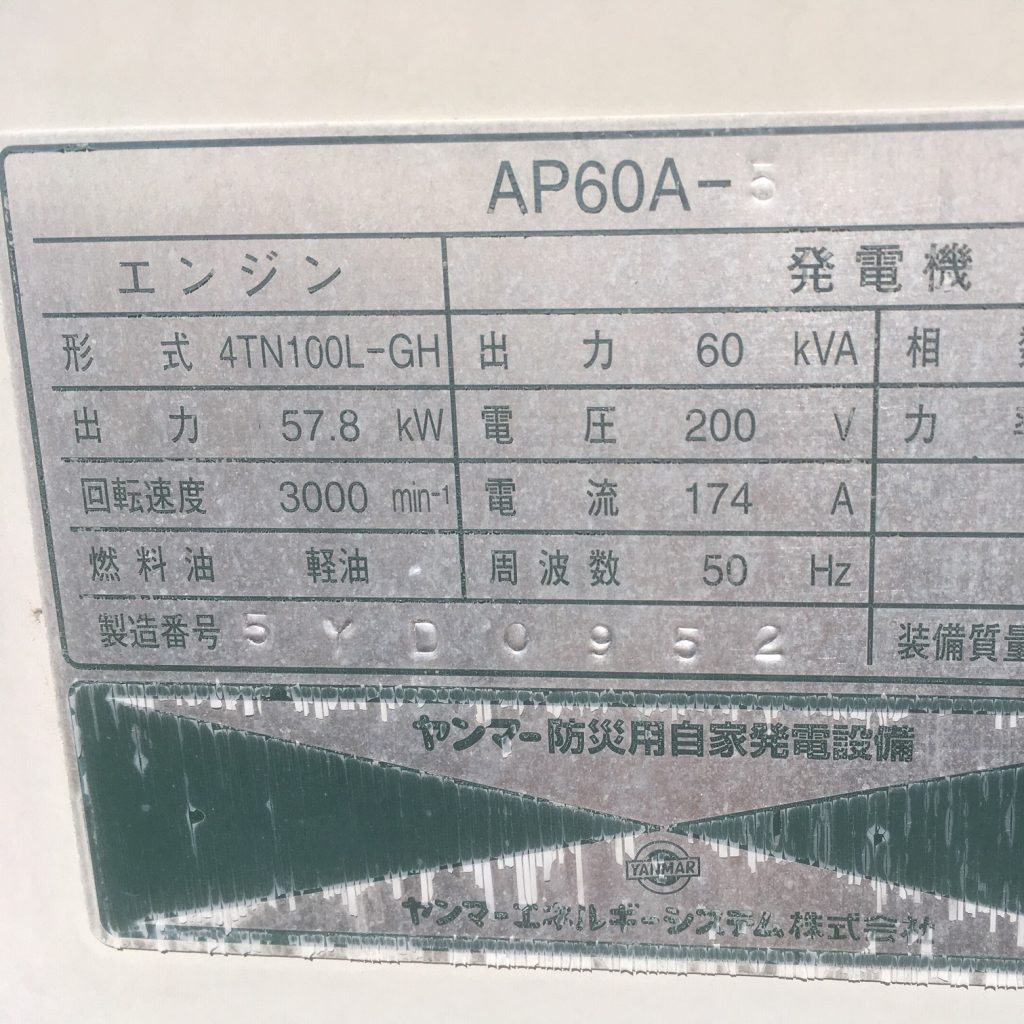 AP60A-5
エンジン 発電機
形式 4TN100L-GH 出力 60 kVA 相
出力 57.8 kW 電圧 200 V 力
回転速度 3000 min-1 電流 174 A
燃料油 軽油 周波数 50 Hz
製造番号 5YD0952 装備質量
ヤンマー防災用自家発電設備
YANMAR
ヤンマーエネルギーシステム株式会社